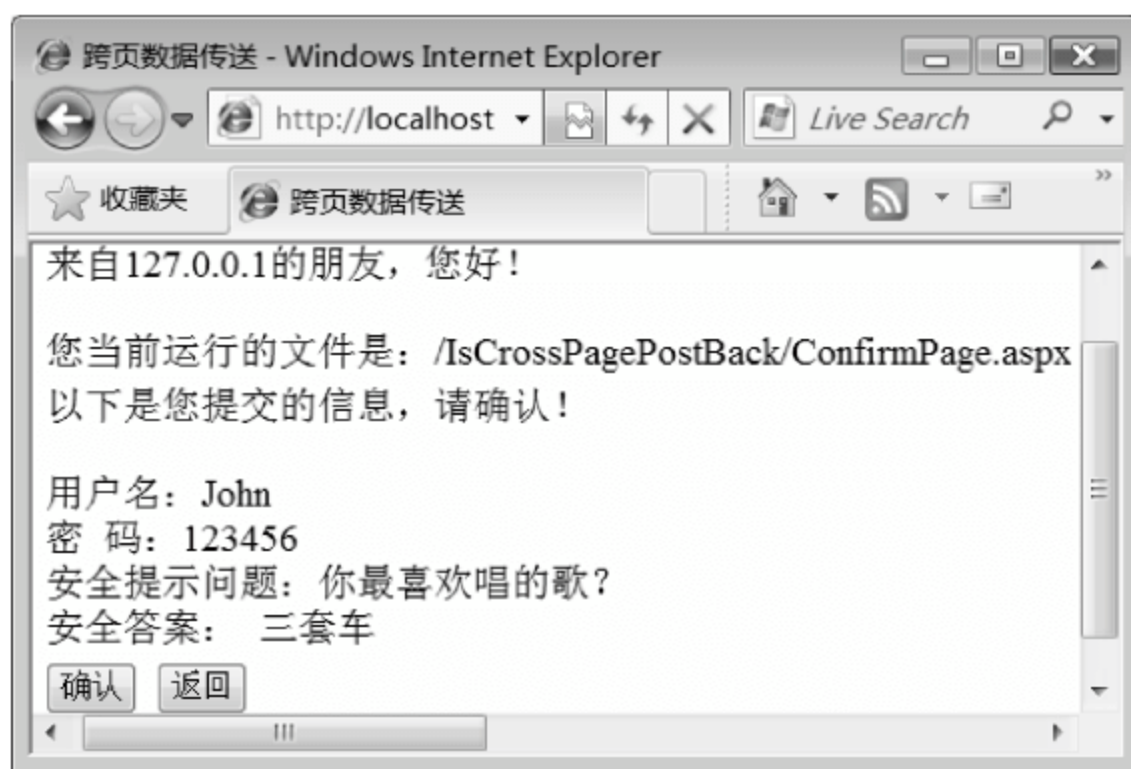 跨页数据传送 - Windows Internet Explorer
http://localhost
Live Search
收藏夹
跨页数据传送
来自127.0.0.1的朋友，您好！
您当前运行的文件是：/IsCrossPagePostBack/ConfirmPage.aspx
以下是您提交的信息，请确认！
用户名：John
密 码：123456
安全提示问题：你最喜欢唱的歌？
安全答案： 三套车
确认 返回